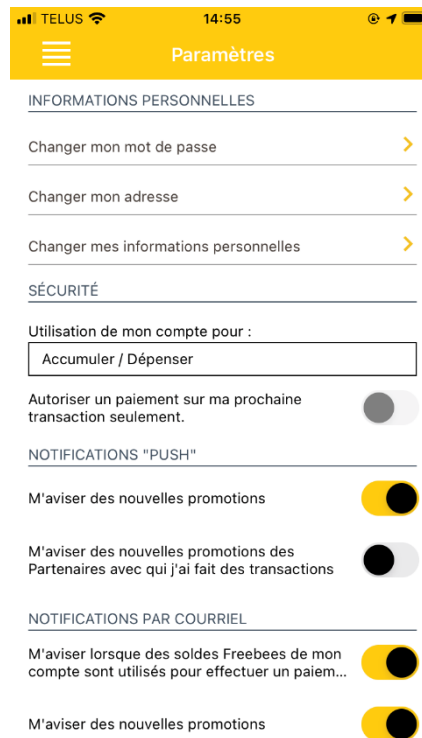 TELUS 14:55
Paramètres
INFORMATIONS PERSONNELLES
Changer mon mot de passe
Changer mon adresse
Changer mes informations personnelles
SÉCURITÉ
Utilisation de mon compte pour :
Accumuler / Dépenser
Autoriser un paiement sur ma prochaine
transaction seulement.
NOTIFICATIONS "PUSH"
M'aviser des nouvelles promotions
M'aviser des nouvelles promotions des
Partenaires avec qui j'ai fait des transactions
NOTIFICATIONS PAR COURRIEL
M'aviser lorsque des soldes Freebees de mon
compte sont utilisés pour effectuer un paiem...
M'aviser des nouvelles promotions